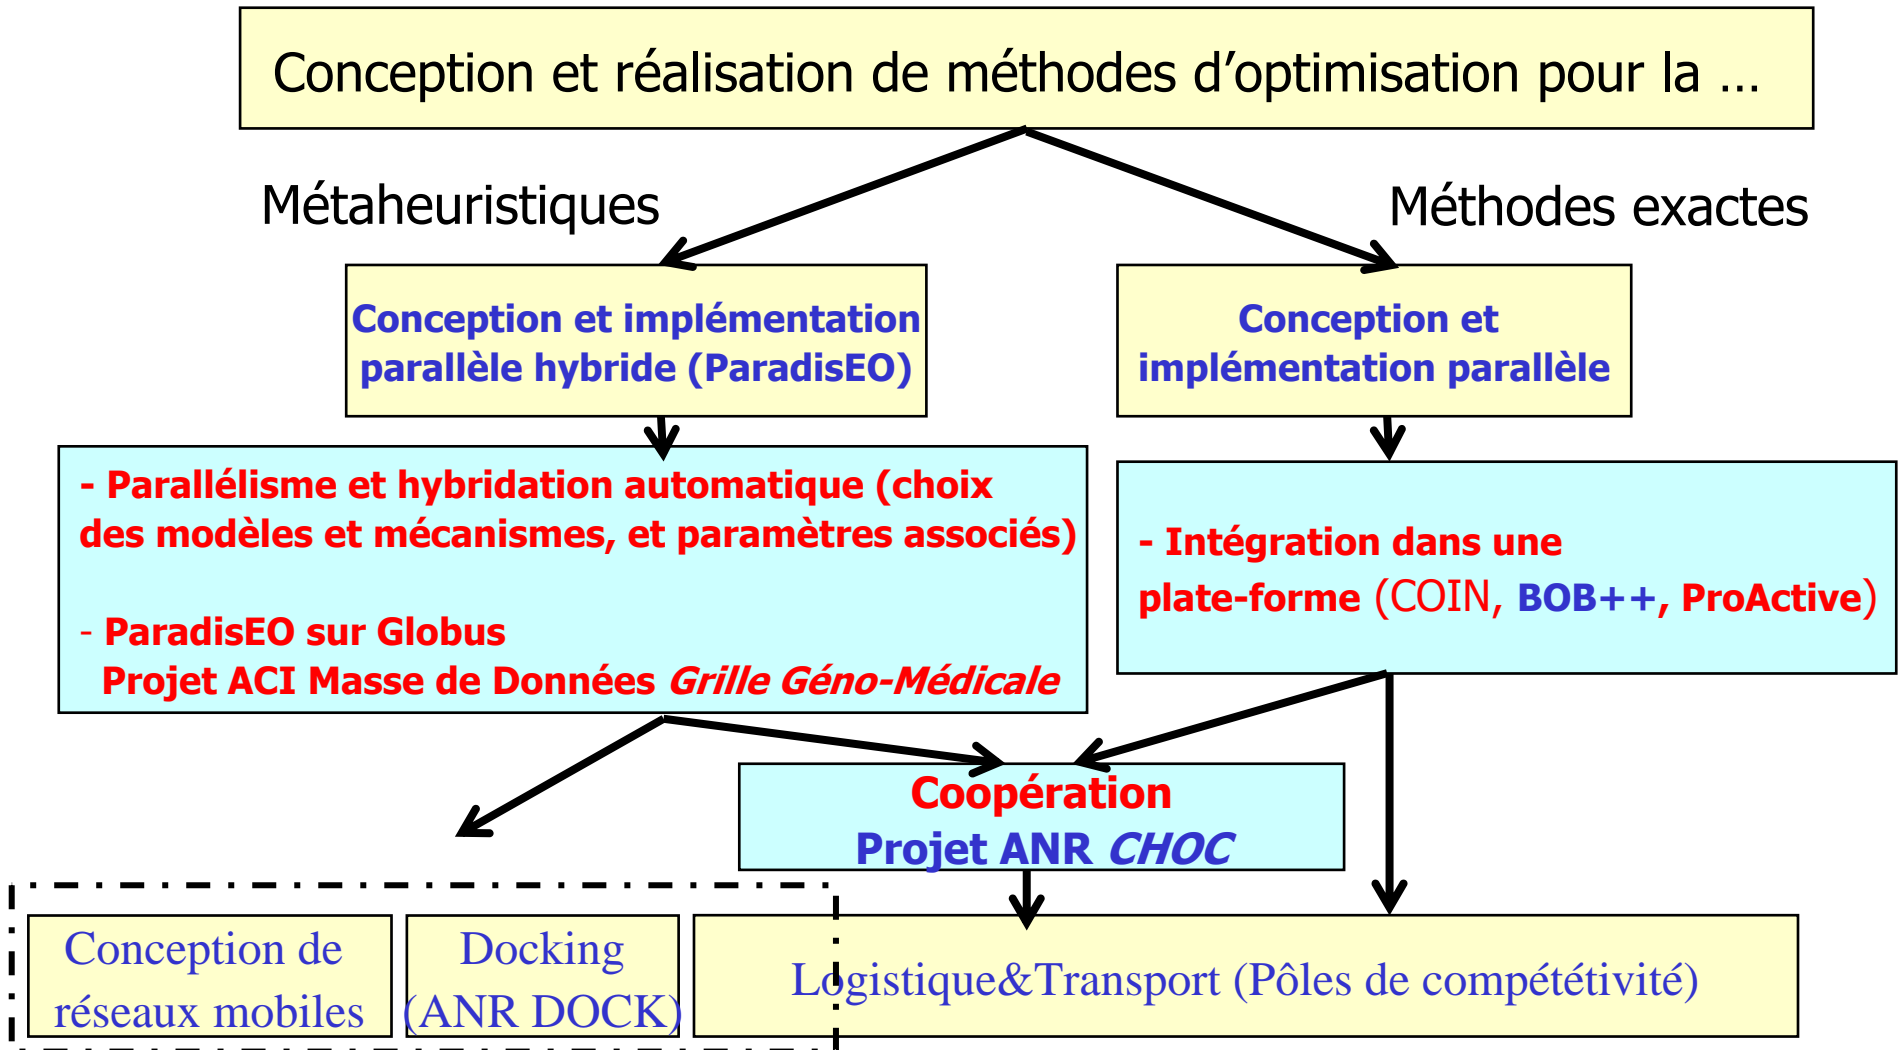 Conception et réalisation de méthodes d’optimisation pour la …
Métaheuristiques
Méthodes exactes
Conception et implémentation
parallèle hybride (ParadisEO)
Conception et
implémentation parallèle
- Parallélisme et hybridation automatique (choix
des modèles et mécanismes, et paramètres associés)
- ParadisEO sur Globus
Projet ACI Masse de Données Grille Géno-Médicale
- Intégration dans une
plate-forme (COIN, BOB++, ProActive)
Coopération
Projet ANR CHOC
Conception de
réseaux mobiles
Docking
(ANR DOCK)
Logistique&Transport (Pôles de compététivité)